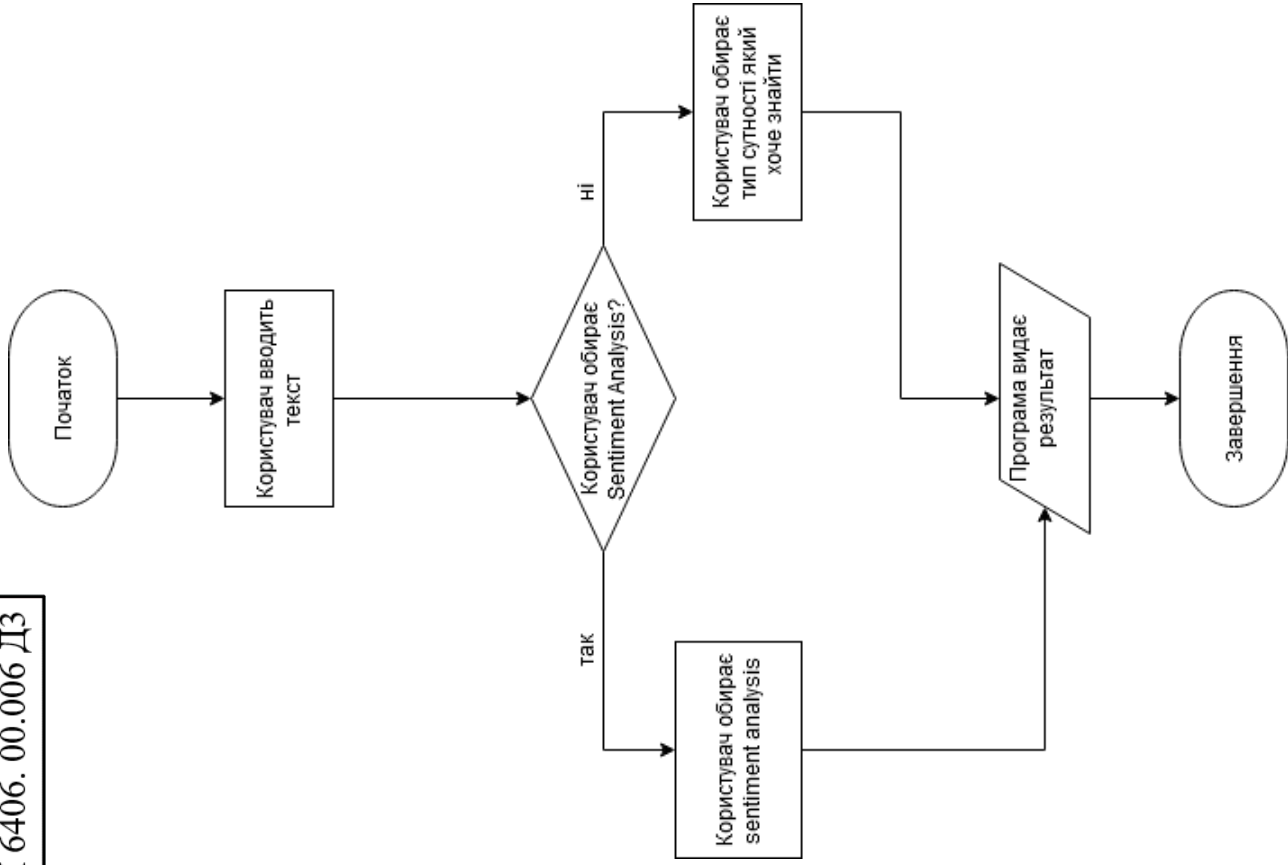 6406. 00.006 ДЗ
Початок
Користувач вводить
текст
Користувач обирає
Sentiment Analysis?
так
ні
Користувач обирає
sentiment analysis
Користувач обирає
тип сутності який
хоче знайти
Програма видає
результат
Завершення